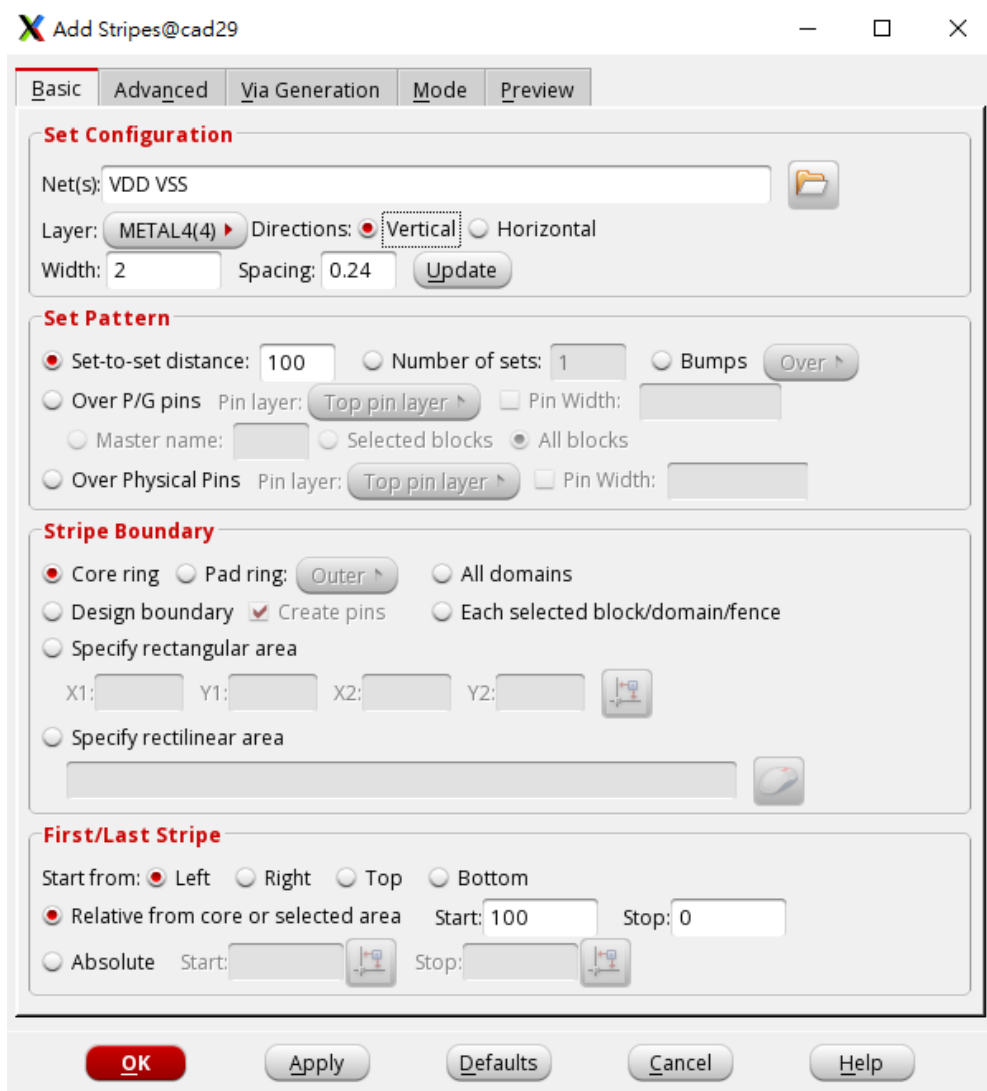 Add Stripes@cad29
Basic Advanced Via Generation Mode Preview
Set Configuration
Net(s): VDD VSS
Layer: METAL4(4) Directions: Vertical Horizontal
Width: 2 Spacing: 0.24 Update
Set Pattern
Set-to-set distance: 100 Number of sets: 1 Bumps Over
Over P/G pins Pin layer: Top pin layer Pin Width:
Master name: Selected blocks All blocks
Over Physical Pins Pin layer: Top pin layer Pin Width:
Stripe Boundary
Core ring Pad ring: Outer All domains
Design boundary Create pins Each selected block/domain/fence
Specify rectangular area
X1: Y1: X2: Y2:
Specify rectilinear area
First/Last Stripe
Start from: Left Right Top Bottom
Relative from core or selected area Start: 100 Stop: 0
Absolute Start: Stop:
OK Apply Defaults Cancel Help